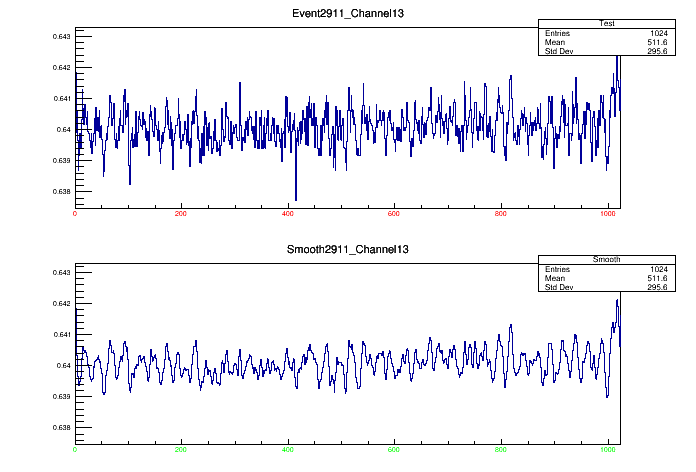 Event2911_Channel13
Test
Entries 1024
Mean 511.6
Std Dev 295.6
0.643
0.642
0.641
0.64
0.639
0.638
0 200 400 600 800 1000
Smooth2911_Channel13
Smooth
Entries 1024
Mean 511.6
Std Dev 295.6
0.643
0.642
0.641
0.64
0.639
0.638
0 200 400 600 800 1000